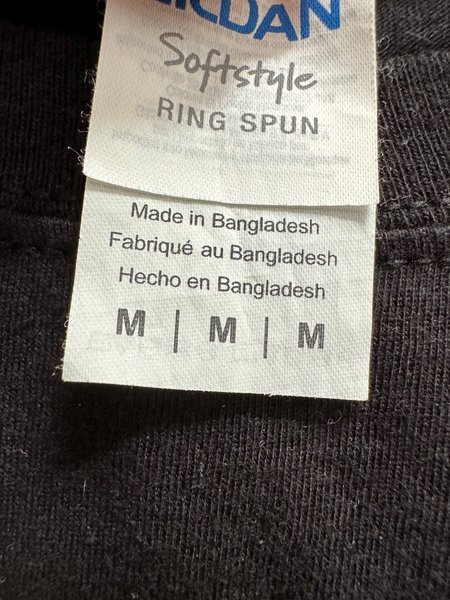 Softstyle
RING SPUN
Made in Bangladesh
Fabriqué au Bangladesh
Hecho en Bangladesh
M | M | M